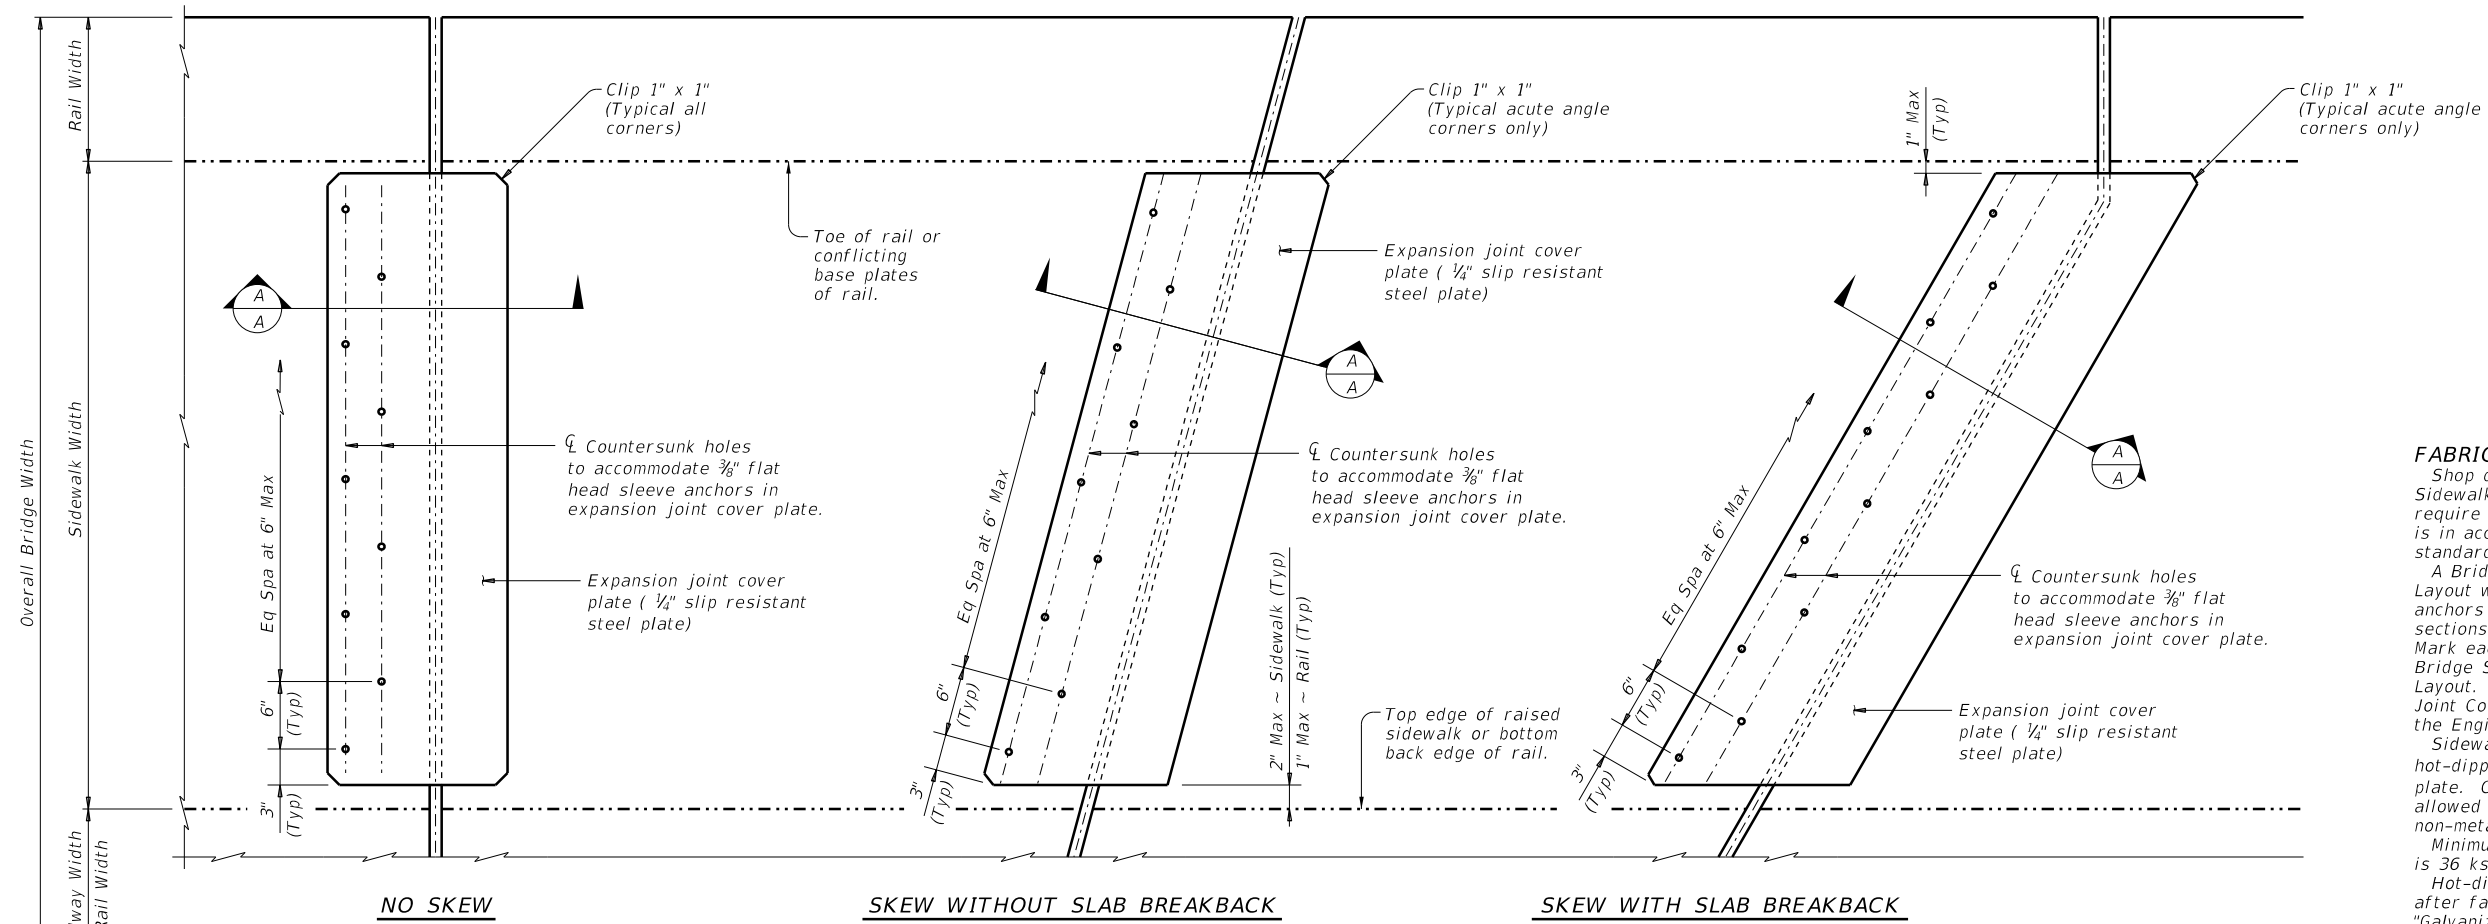 Overall Bridge Width
Rail Width
Sidewalk Width
way Width
Rail Width
Clip 1" x 1"
(Typical all
corners)
Toe of rail or
conflicting
base plates
of rail.
A
A
℄ Countersunk holes
to accommodate ⅜" flat
head sleeve anchors in
expansion joint cover plate.
Expansion joint cover
plate ( ¼" slip resistant
steel plate)
Eq Spa at 6" Max
6"
(Typ)
3"
(Typ)
NO SKEW
Clip 1" x 1"
(Typical acute angle
corners only)
Expansion joint cover
plate ( ¼" slip resistant
steel plate)
A
A
℄ Countersunk holes
to accommodate ⅜" flat
head sleeve anchors in
expansion joint cover plate.
Eq Spa at 6" Max
6"
(Typ)
3"
(Typ)
2" Max ~ Sidewalk (Typ)
1" Max ~ Rail (Typ)
Top edge of raised
sidewalk or bottom
back edge of rail.
SKEW WITHOUT SLAB BREAKBACK
1" Max
(Typ)
Clip 1" x 1"
(Typical acute angle
corners only)
A
A
℄ Countersunk holes
to accommodate ⅜" flat
head sleeve anchors in
expansion joint cover plate.
Expansion joint cover
plate ( ¼" slip resistant
steel plate)
Eq Spa at 6" Max
6"
(Typ)
3"
(Typ)
SKEW WITH SLAB BREAKBACK
FABRIC
Shop d
Sidewalk
require
is in acc
standard
A Brid
Layout w
anchors
sections
Mark ea
Bridge S
Layout.
Joint Co
the Engi
Sidewa
hot-dipp
plate. C
allowed
non-meta
Minimu
is 36 ks
Hot-di
after fa
"Galvani